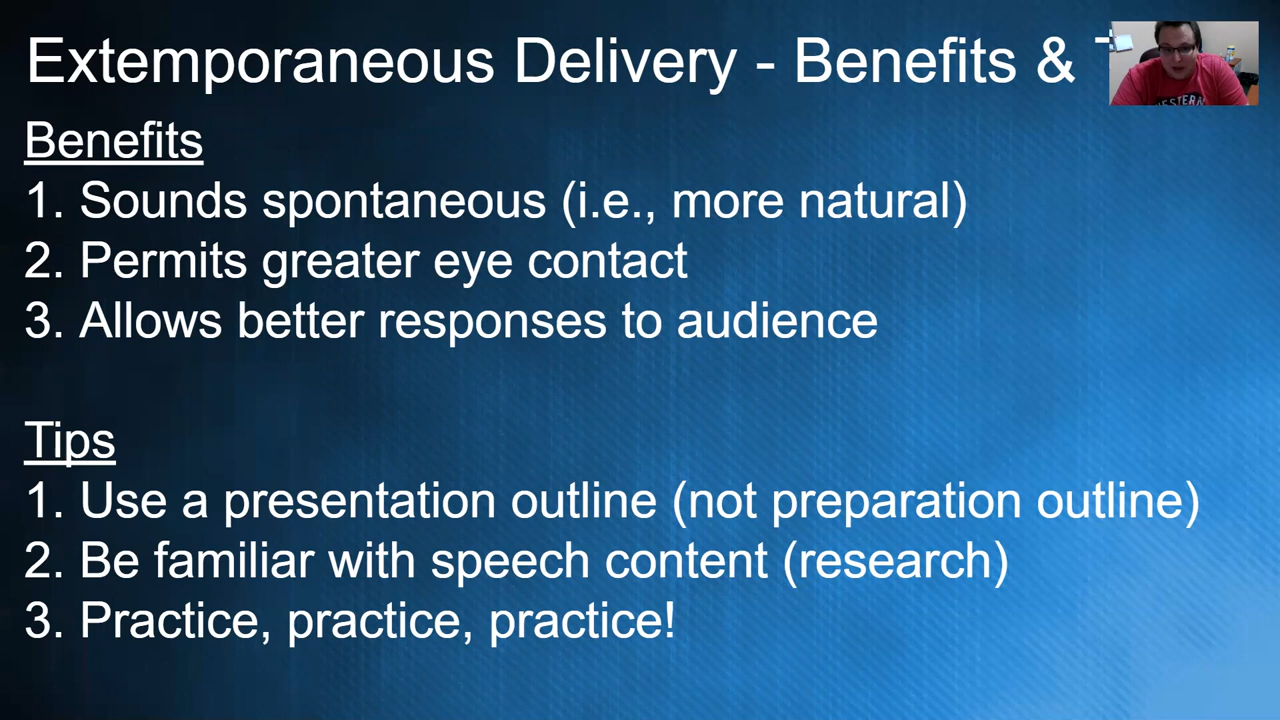 Extemporaneous Delivery - Benefits &
Benefits
1. Sounds spontaneous (i.e., more natural)
2. Permits greater eye contact
3. Allows better responses to audience
Tips
1. Use a presentation outline (not preparation outline)
2. Be familiar with speech content (research)
3. Practice, practice, practice!